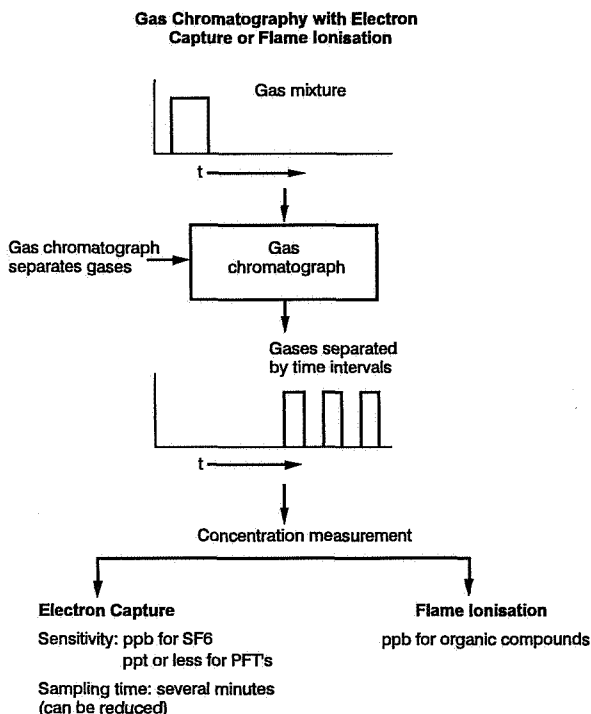 Gas Chromatography with Electron
Capture or Flame Ionisation
Gas mixture
t
Gas chromatograph
separates gases
Gas
chromatograph
Gases separated
by time intervals
t
Concentration measurement
Electron Capture
Sensitivity: ppb for SF6
ppt or less for PFT's
Sampling time: several minutes
(can be reduced)
Flame Ionisation
ppb for organic compounds